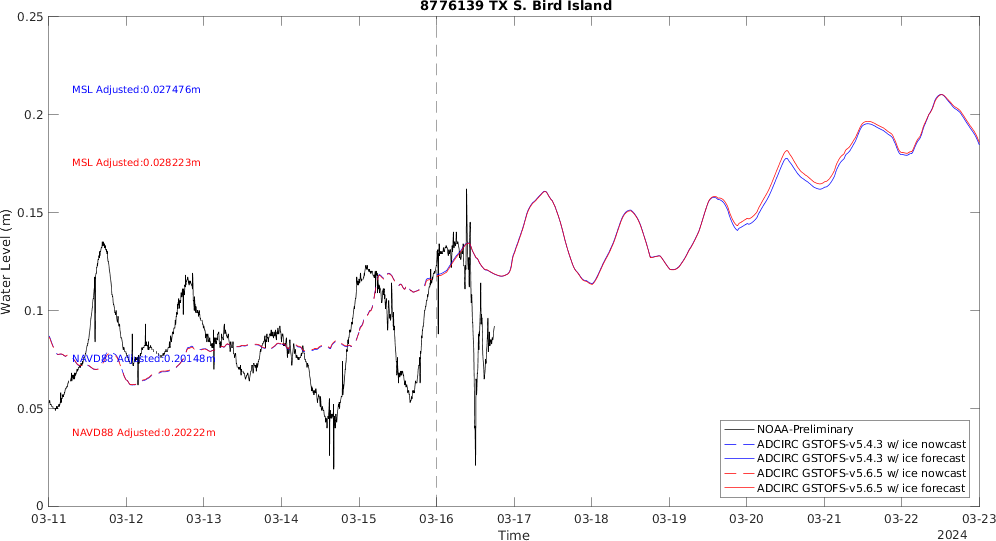 8776139 TX S. Bird Island
0.25
0.2
0.15
0.1
0.05
0
Water Level (m)
MSL Adjusted:0.027476m
MSL Adjusted:0.028223m
NAVD88 Adjusted:0.20148m
NAVD88 Adjusted:0.20222m
NOAA-Preliminary
ADCIRC GSTOFS-v5.4.3 w/ ice nowcast
ADCIRC GSTOFS-v5.4.3 w/ ice forecast
ADCIRC GSTOFS-v5.6.5 w/ ice nowcast
ADCIRC GSTOFS-v5.6.5 w/ ice forecast
03-11 03-12 03-13 03-14 03-15 03-16 03-17 03-18 03-19 03-20 03-21 03-22 03-23
Time
2024